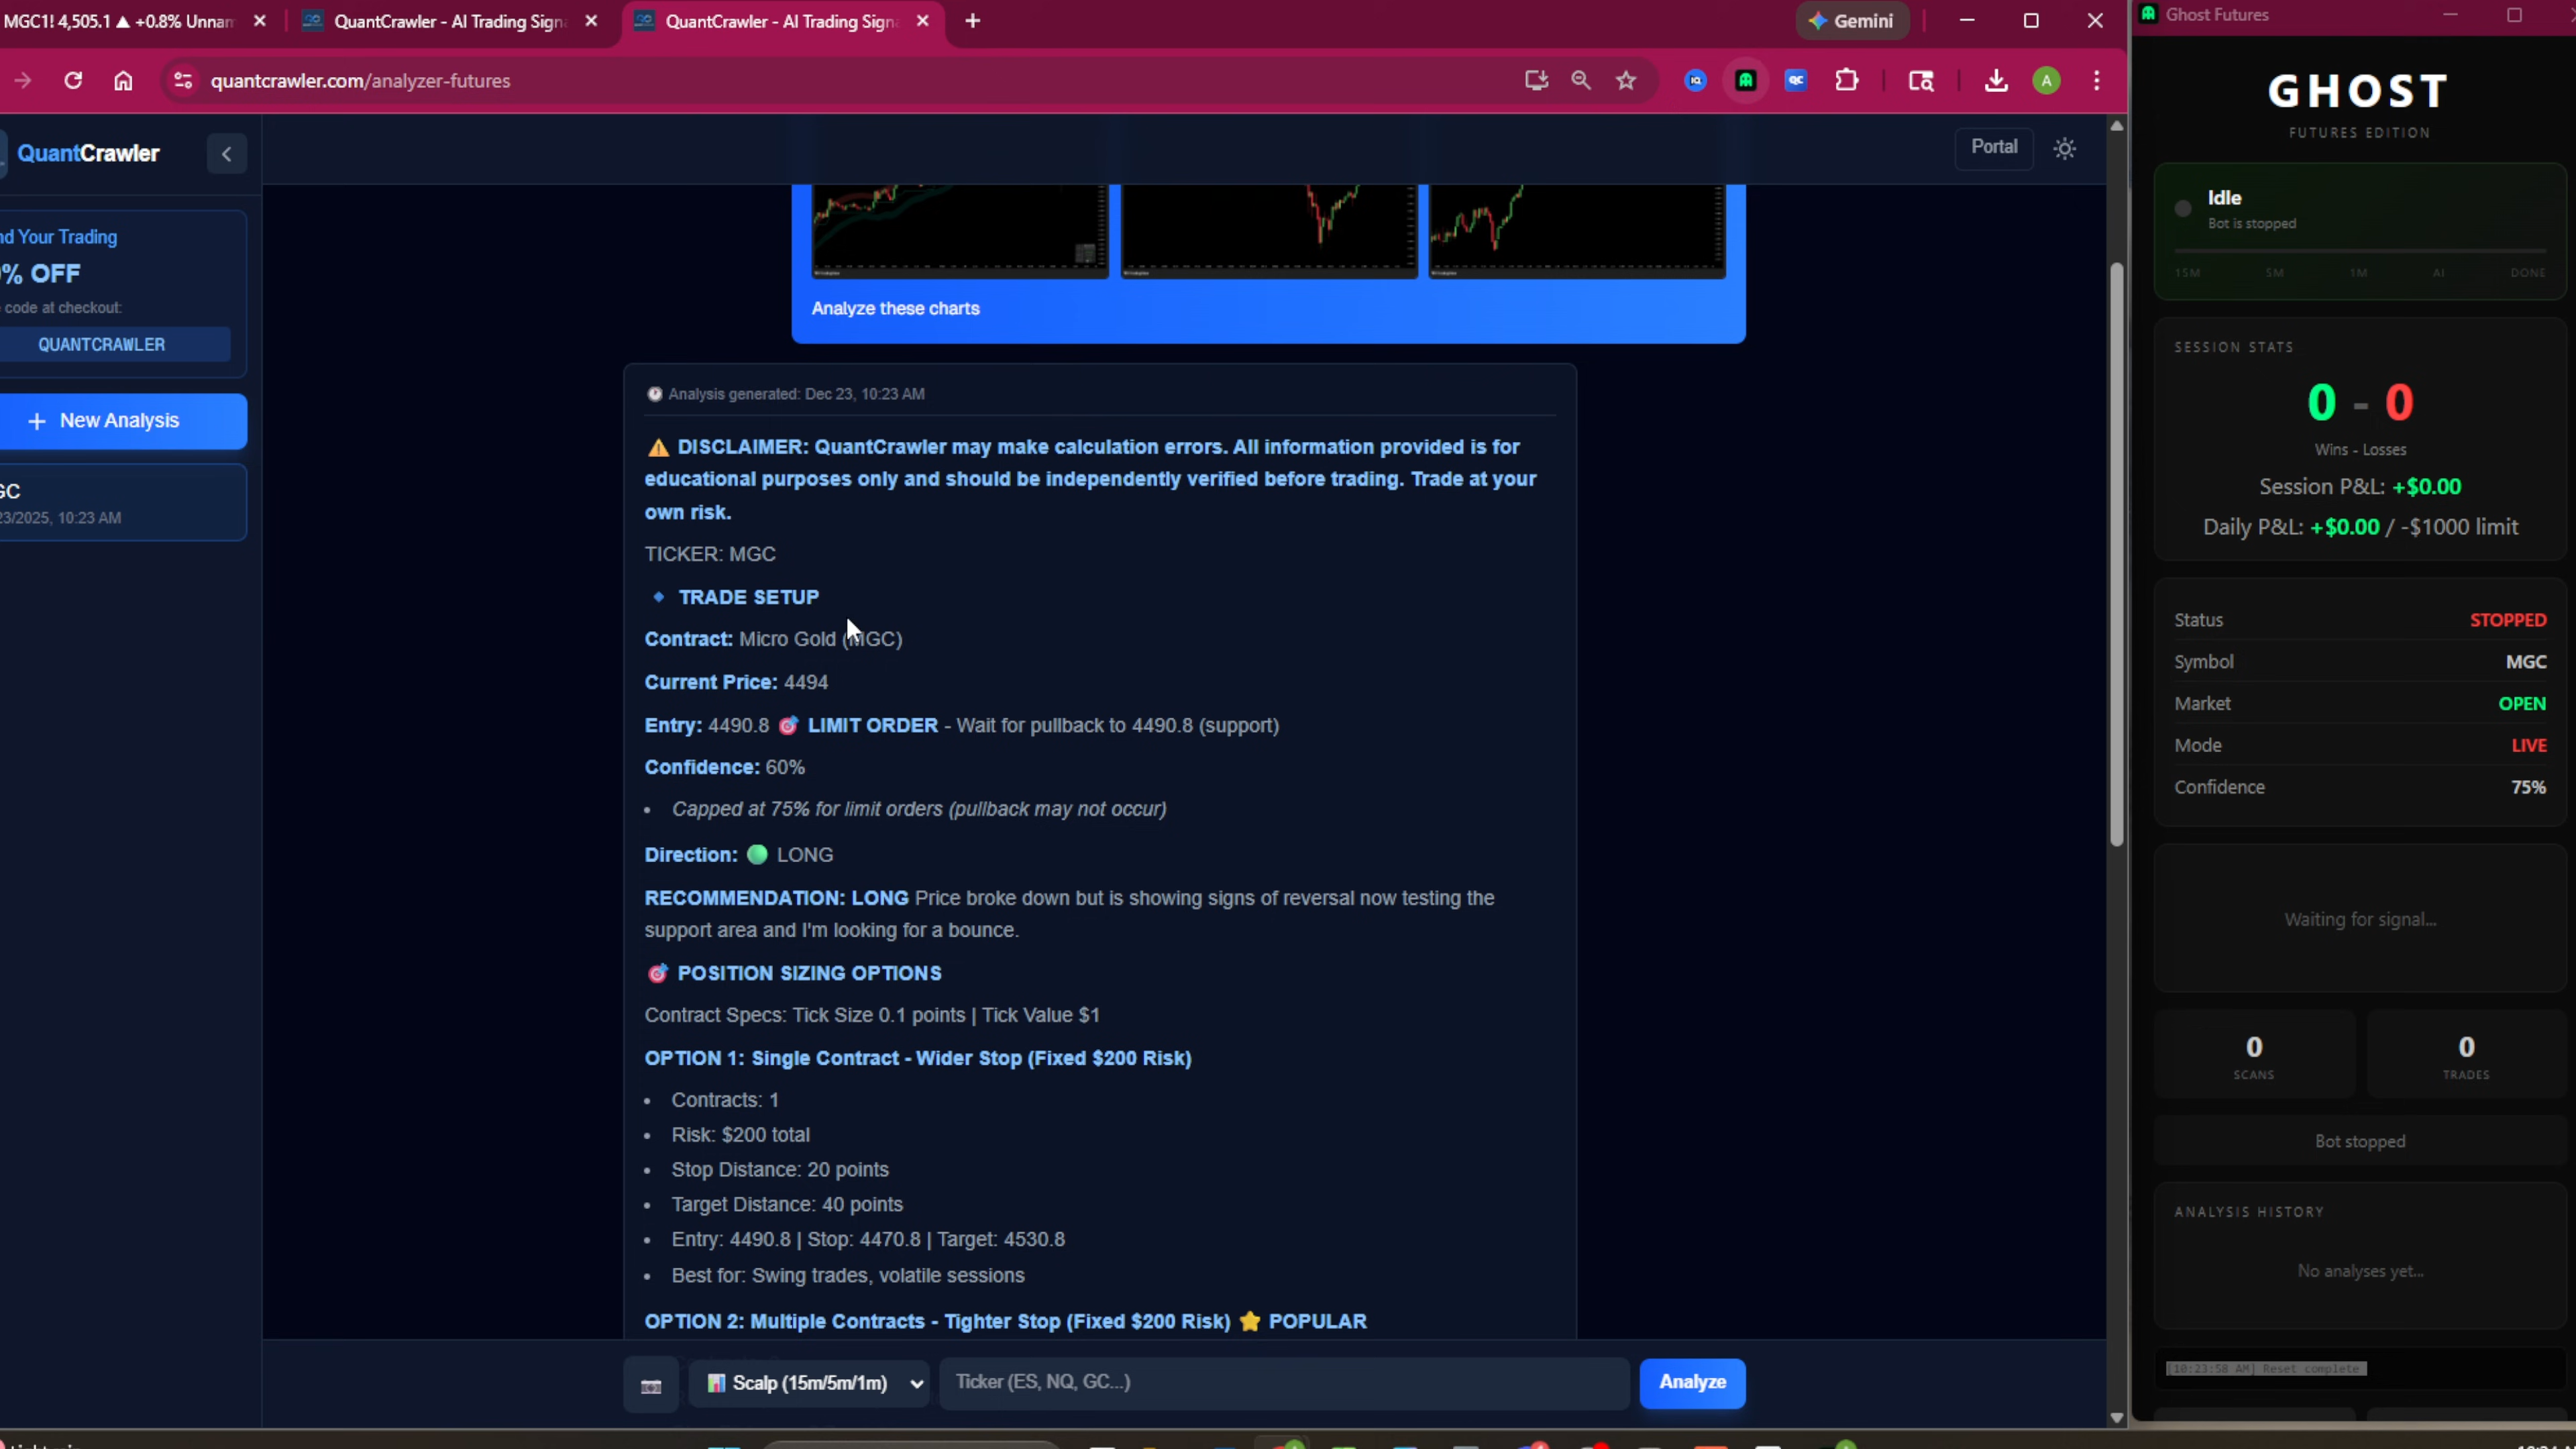 MGC1! 4,505.1 ▲ +0.8% Unnar
QuantCrawler - AI Trading Sign
QuantCrawler - AI Trading Sign
Gemini
quantcrawler.com/analyzer-futures
QuantCrawler
Portal
nd Your Trading
% OFF
code at checkout:
QUANTCRAWLER
+ New Analysis
GC
23/2025, 10:23 AM
Analyze these charts
Analysis generated: Dec 23, 10:23 AM
⚠️ DISCLAIMER: QuantCrawler may make calculation errors. All information provided is for
educational purposes only and should be independently verified before trading. Trade at your
own risk.
TICKER: MGC
🔹 TRADE SETUP
Contract: Micro Gold (MGC)
Current Price: 4494
Entry: 4490.8 🎯 LIMIT ORDER - Wait for pullback to 4490.8 (support)
Confidence: 60%
• Capped at 75% for limit orders (pullback may not occur)
Direction: 🟢 LONG
RECOMMENDATION: LONG Price broke down but is showing signs of reversal now testing the
support area and I'm looking for a bounce.
🎯 POSITION SIZING OPTIONS
Contract Specs: Tick Size 0.1 points | Tick Value $1
OPTION 1: Single Contract - Wider Stop (Fixed $200 Risk)
• Contracts: 1
• Risk: $200 total
• Stop Distance: 20 points
• Target Distance: 40 points
• Entry: 4490.8 | Stop: 4470.8 | Target: 4530.8
• Best for: Swing trades, volatile sessions
OPTION 2: Multiple Contracts - Tighter Stop (Fixed $200 Risk) ⭐ POPULAR
📊 Scalp (15m/5m/1m)
Ticker (ES, NQ, GC...)
Analyze
Ghost Futures
GHOST
FUTURES EDITION
Idle
Bot is stopped
15M 5M 1M AI DONE
SESSION STATS
0 - 0
Wins - Losses
Session P&L: +$0.00
Daily P&L: +$0.00 / -$1000 limit
Status STOPPED
Symbol MGC
Market OPEN
Mode LIVE
Confidence 75%
Waiting for signal...
0 SCANS
0 TRADES
Bot stopped
ANALYSIS HISTORY
No analyses yet...
[10:23:58 AM] Reset complete